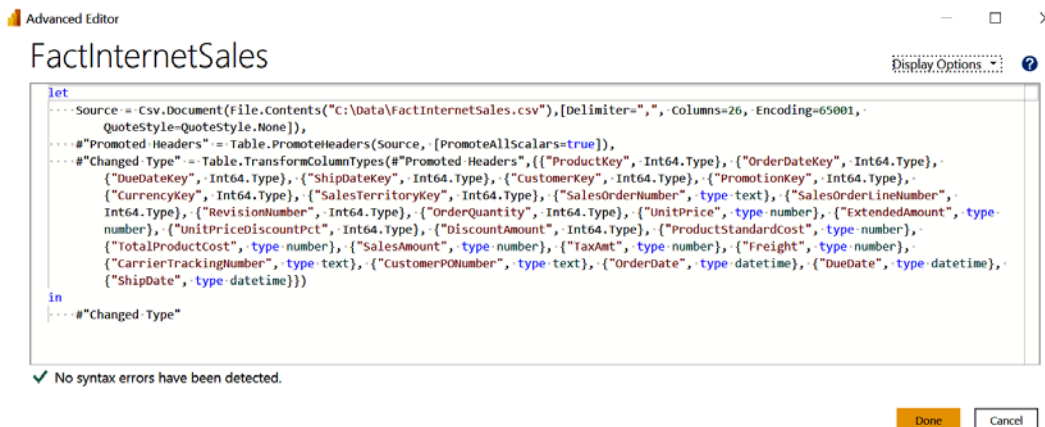 Advanced Editor
FactInternetSales
Display Options
let
Source = Csv.Document(File.Contents("C:\Data\FactInternetSales.csv"),[Delimiter=",", Columns=26, Encoding=65001,
QuoteStyle=QuoteStyle.None]),
#"Promoted Headers" = Table.PromoteHeaders(Source, [PromoteAllScalars=true]),
#"Changed Type" = Table.TransformColumnTypes(#"Promoted Headers",{{"ProductKey", Int64.Type}, {"OrderDateKey", Int64.Type},
{"DueDateKey", Int64.Type}, {"ShipDateKey", Int64.Type}, {"CustomerKey", Int64.Type}, {"PromotionKey", Int64.Type},
{"CurrencyKey", Int64.Type}, {"SalesTerritoryKey", Int64.Type}, {"SalesOrderNumber", type text}, {"SalesOrderLineNumber",
Int64.Type}, {"RevisionNumber", Int64.Type}, {"OrderQuantity", Int64.Type}, {"UnitPrice", type number}, {"ExtendedAmount", type
number}, {"UnitPriceDiscountPct", Int64.Type}, {"DiscountAmount", Int64.Type}, {"ProductStandardCost", type number},
{"TotalProductCost", type number}, {"SalesAmount", type number}, {"TaxAmt", type number}, {"Freight", type number},
{"CarrierTrackingNumber", type text}, {"CustomerPONumber", type text}, {"OrderDate", type datetime}, {"DueDate", type datetime},
{"ShipDate", type datetime}})
in
#"Changed Type"
No syntax errors have been detected.
Done Cancel